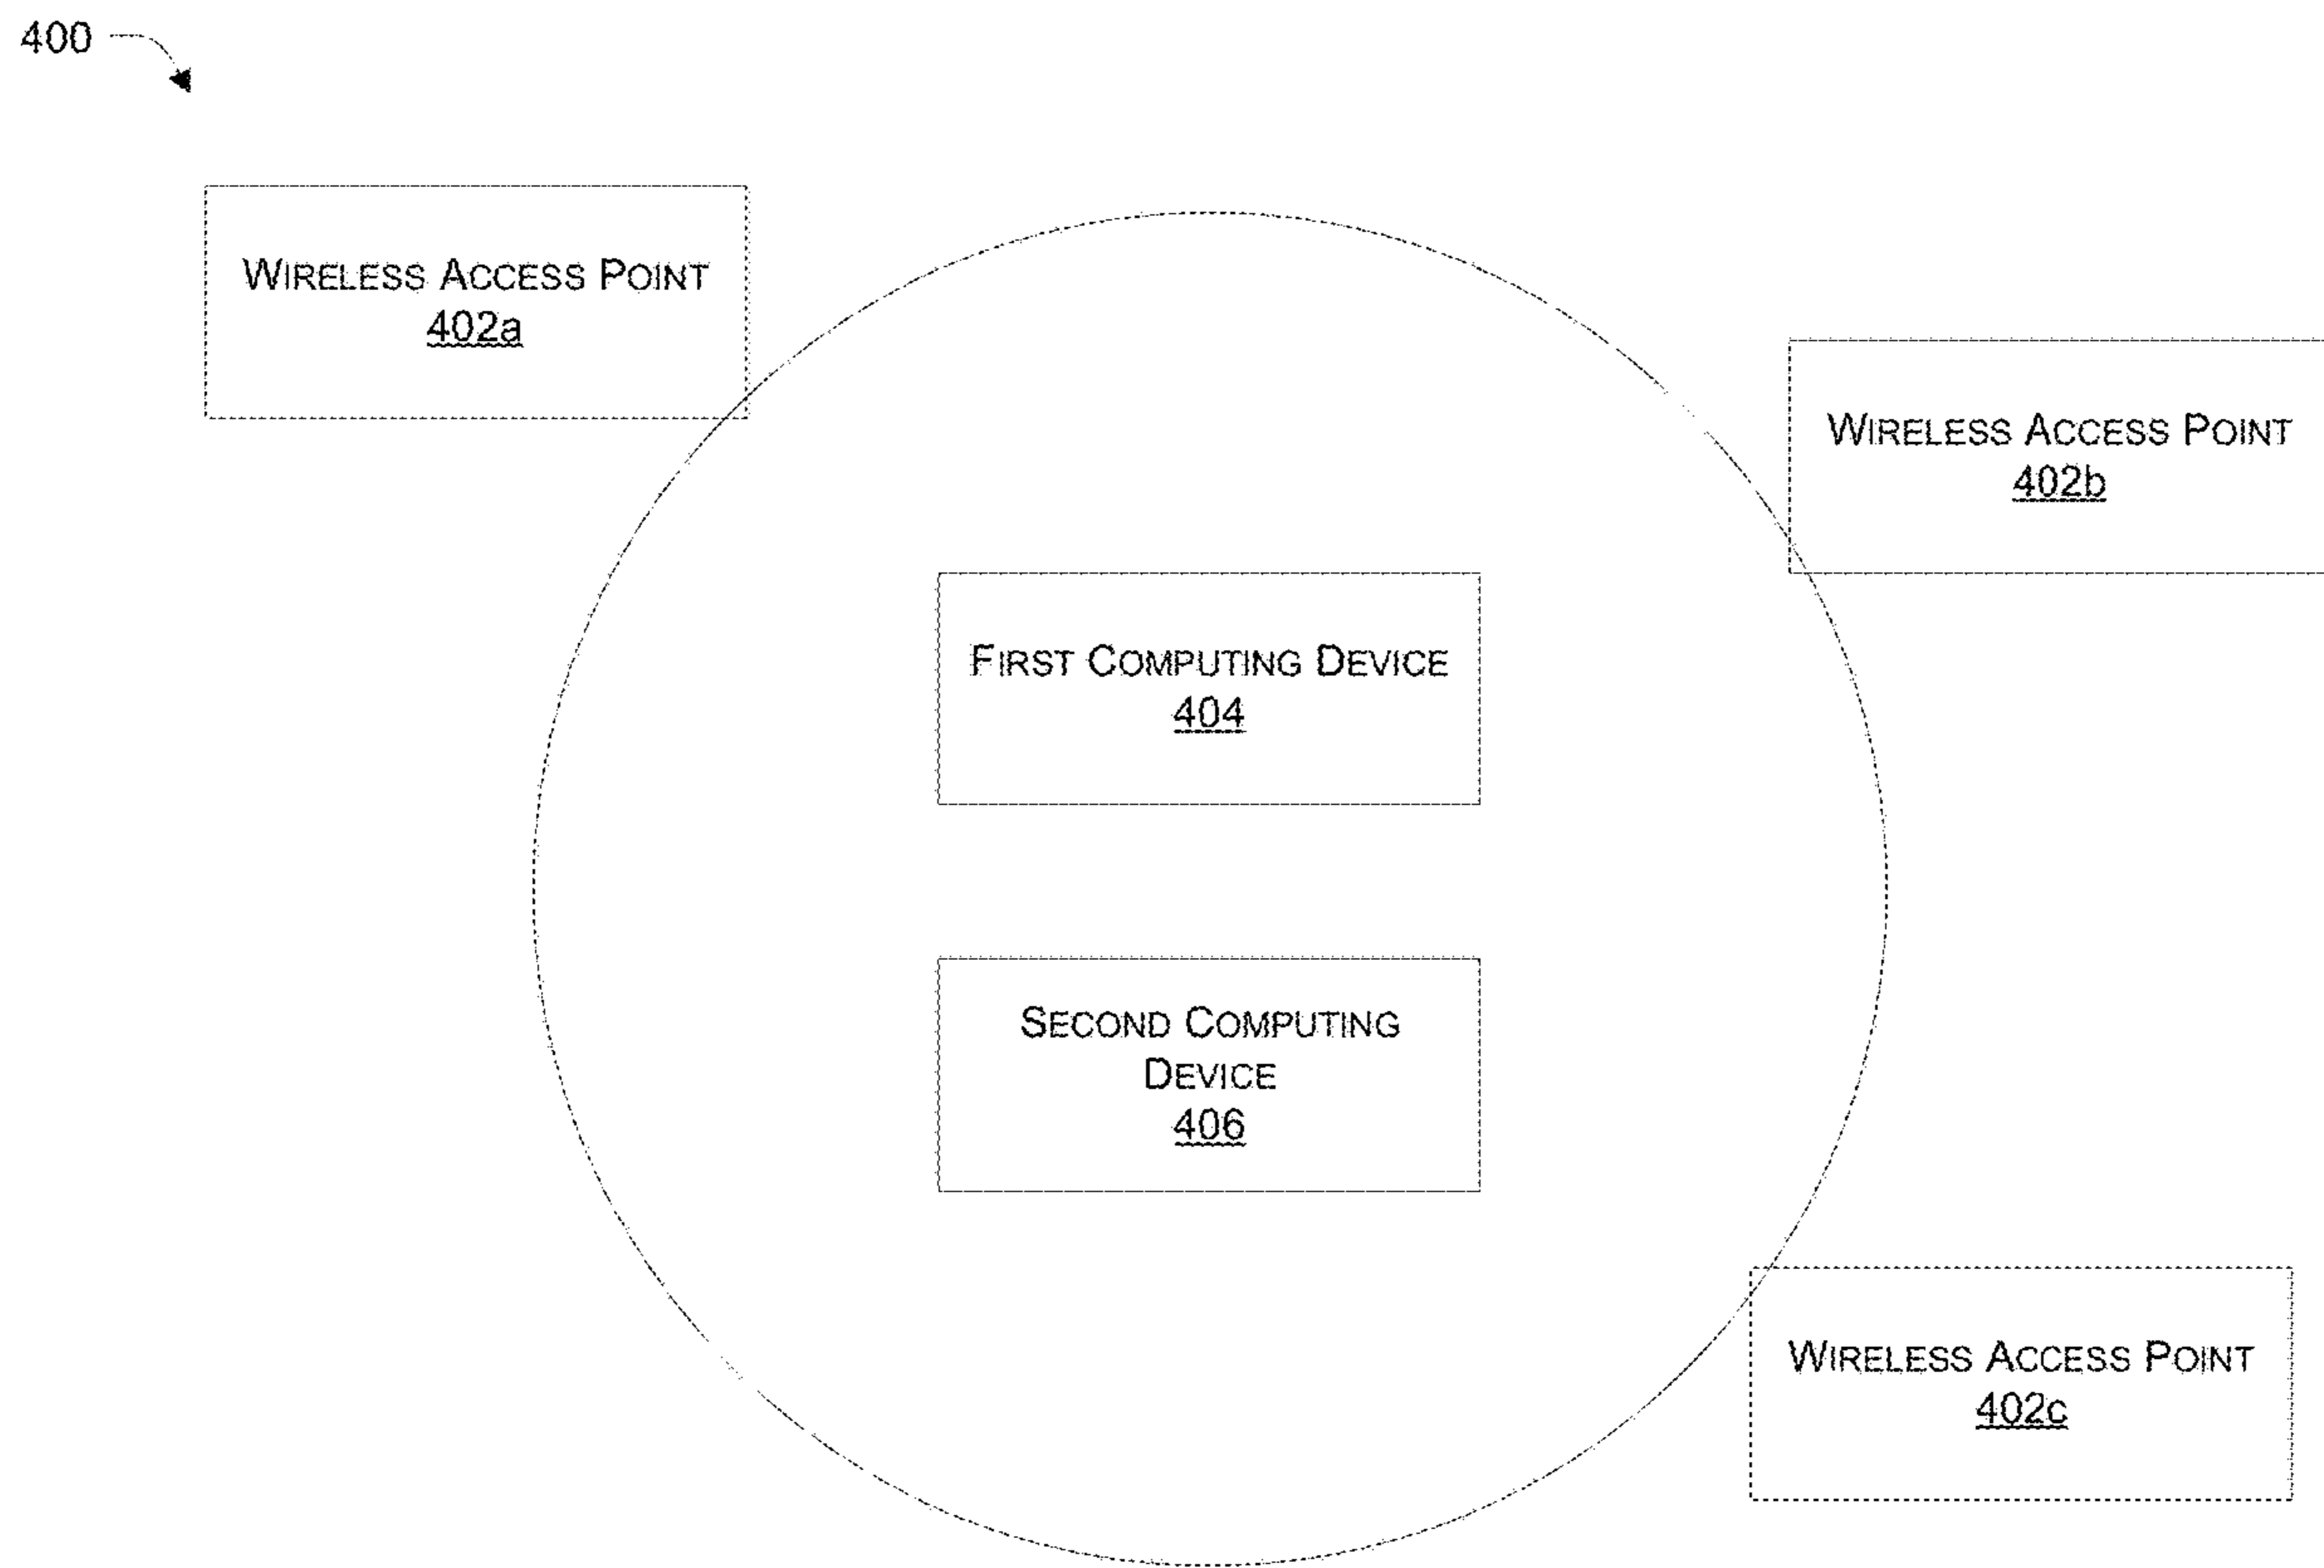 400
WIRELESS ACCESS POINT
402a
WIRELESS ACCESS POINT
402b
FIRST COMPUTING DEVICE
404
SECOND COMPUTING
DEVICE
406
WIRELESS ACCESS POINT
402c